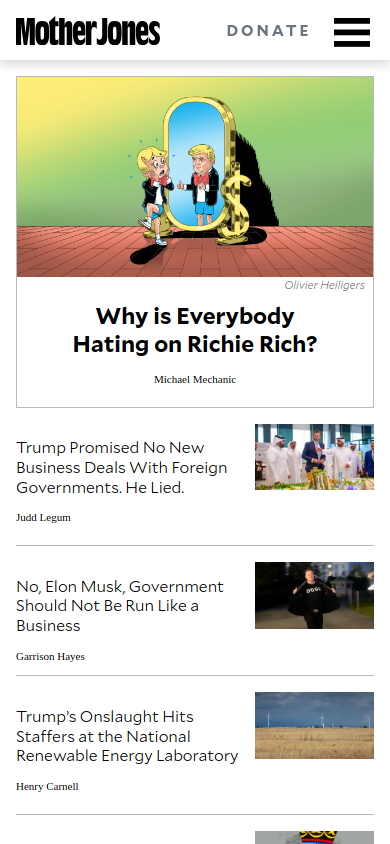 Mother Jones
DONATE
Olivier Heiligers
Why is Everybody
Hating on Richie Rich?
Michael Mechanic
Trump Promised No New
Business Deals With Foreign
Governments. He Lied.
Judd Legum
No, Elon Musk, Government
Should Not Be Run Like a
Business
DOGE
Garrison Hayes
Trump’s Onslaught Hits
Staffers at the National
Renewable Energy Laboratory
Henry Carnell